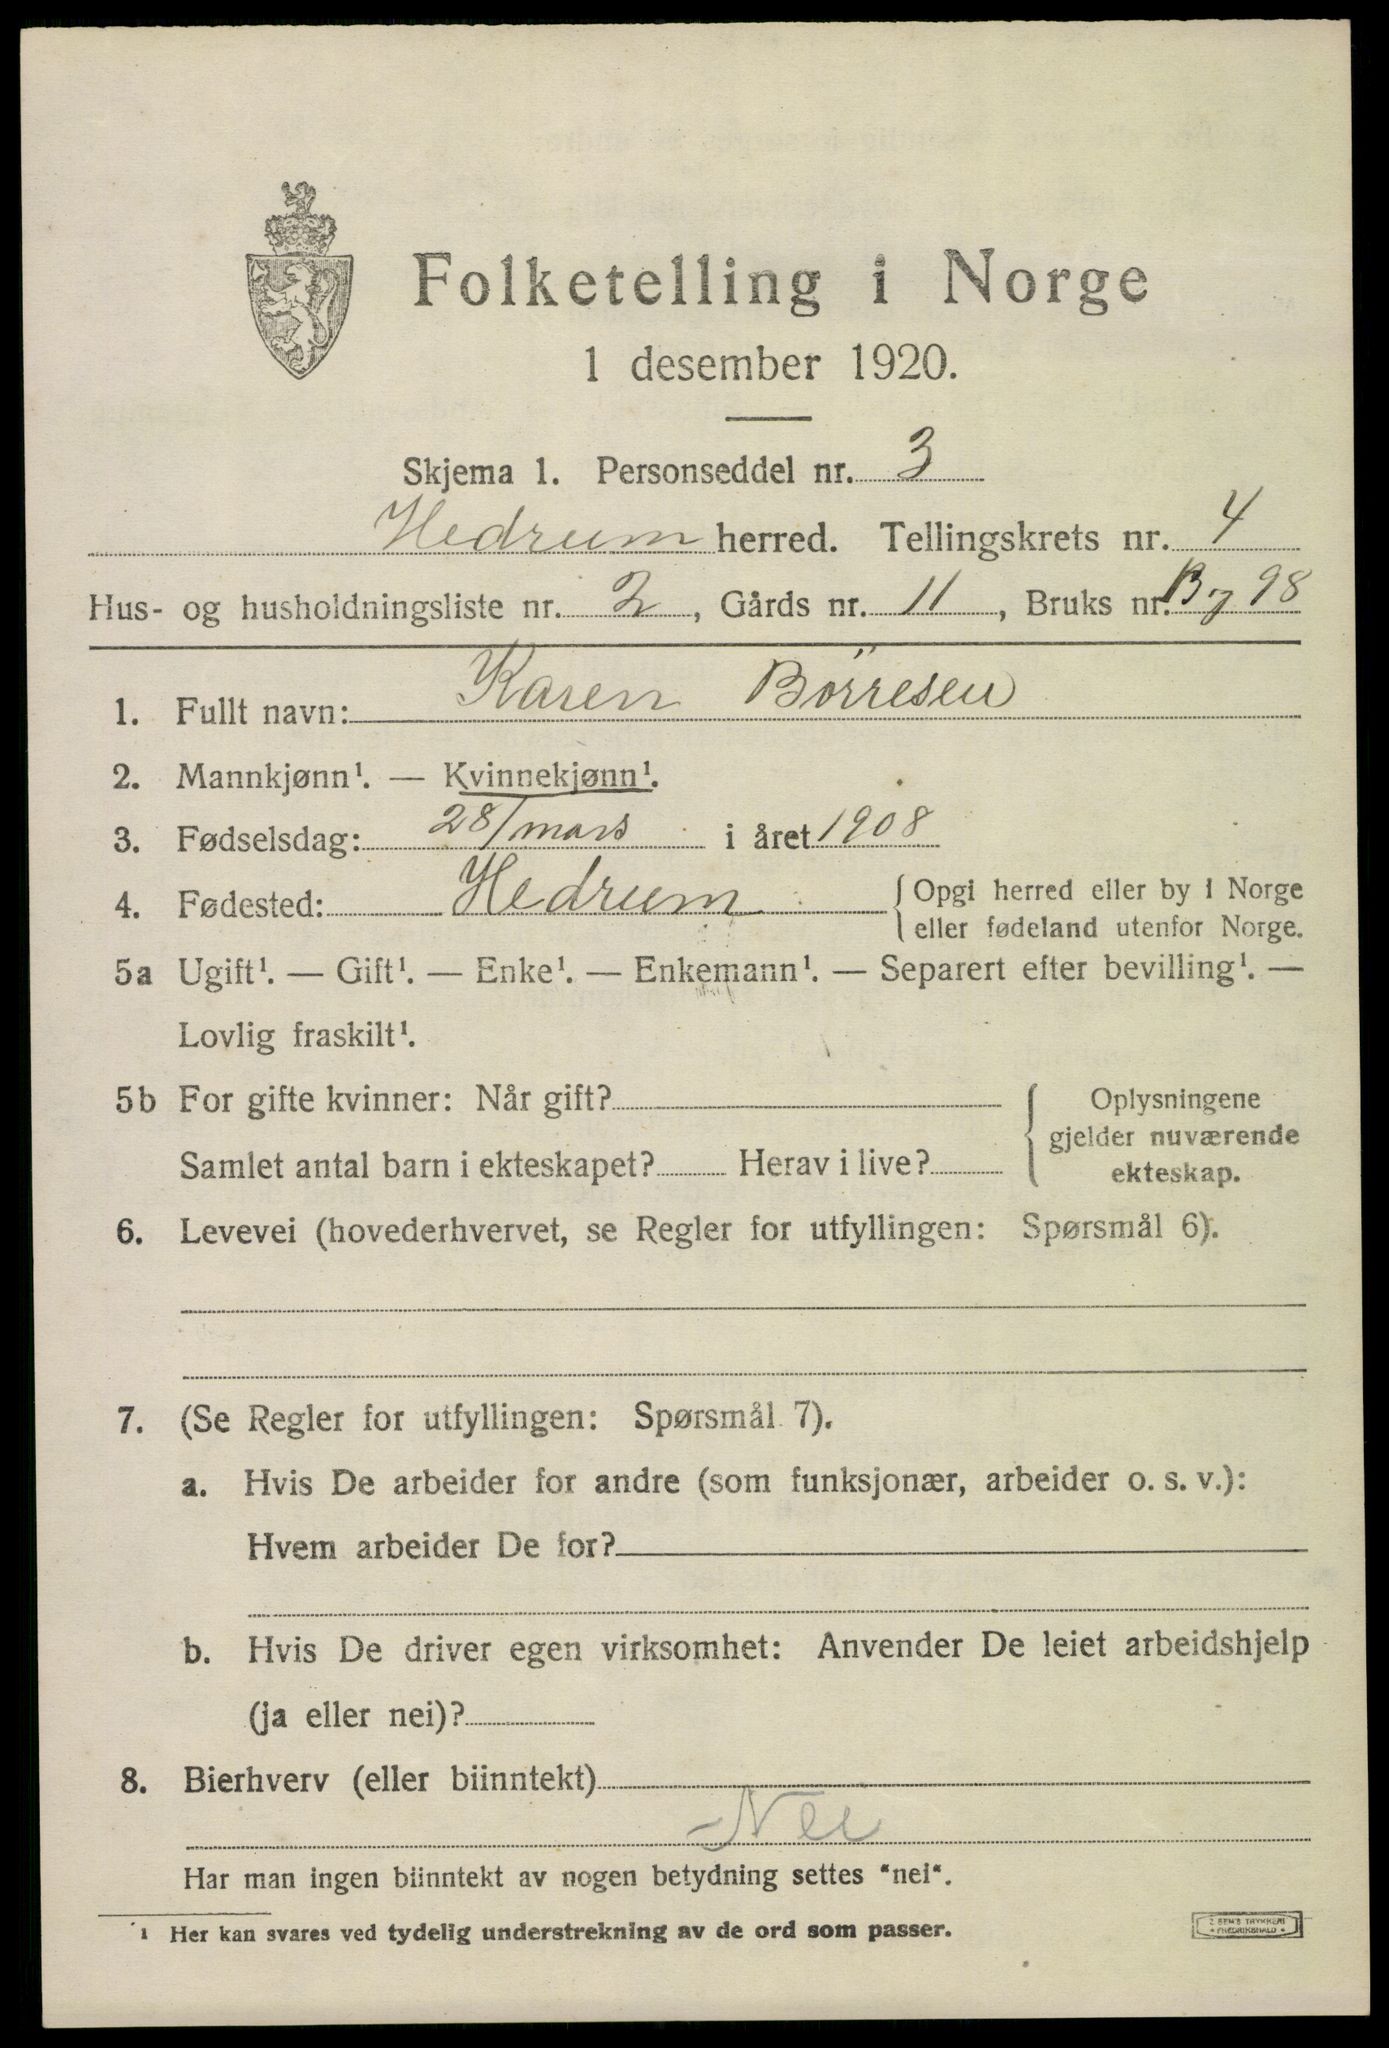 Folketelling i Norge
1 desember 1920.
Skjema 1. Personseddel nr. 3
Hedrum herred. Tellingskrets nr. 4
Hus- og husholdningsliste nr. 2, Gårds nr. 11, Bruks nr. 98
1. Fullt navn: Karen Börresen
2. Mannkjønn¹. — Kvinnekjønn¹.
3. Fødselsdag: 28/mars i året 1908
4. Fødested: Hedrum { Opgi herred eller by i Norge
eller fødeland utenfor Norge.
5a Ugift¹. — Gift¹. — Enke¹. — Enkemann¹. — Separert efter bevilling¹. —
Lovlig fraskilt¹.
5b For gifte kvinner: Når gift?
Samlet antal barn i ekteskapet? Herav i live?
{ Oplysningene
gjelder nuværende
ekteskap.
6. Levevei (hovederhvervet, se Regler for utfyllingen: Spørsmål 6).
7. (Se Regler for utfyllingen: Spørsmål 7).
a. Hvis De arbeider for andre (som funksjonær, arbeider o. s. v.):
Hvem arbeider De for?
b. Hvis De driver egen virksomhet: Anvender De leiet arbeidshjelp
(ja eller nei)?
8. Bierhverv (eller biinntekt)
Nei
Har man ingen biinntekt av nogen betydning settes "nei".
¹ Her kan svares ved tydelig understrekning av de ord som passer.
TRYKKERI
FREDRIKSHALD